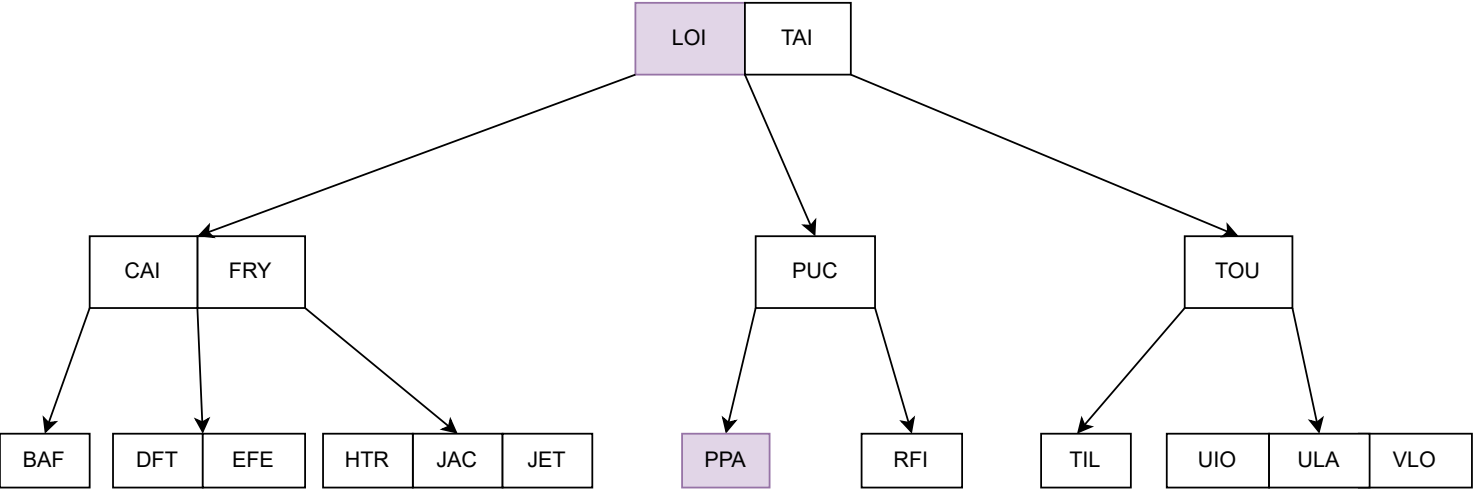 LOI TAI
CAI FRY PUC TOU
BAF DFT EFE HTR JAC JET PPA RFI TIL UIO ULA VLO